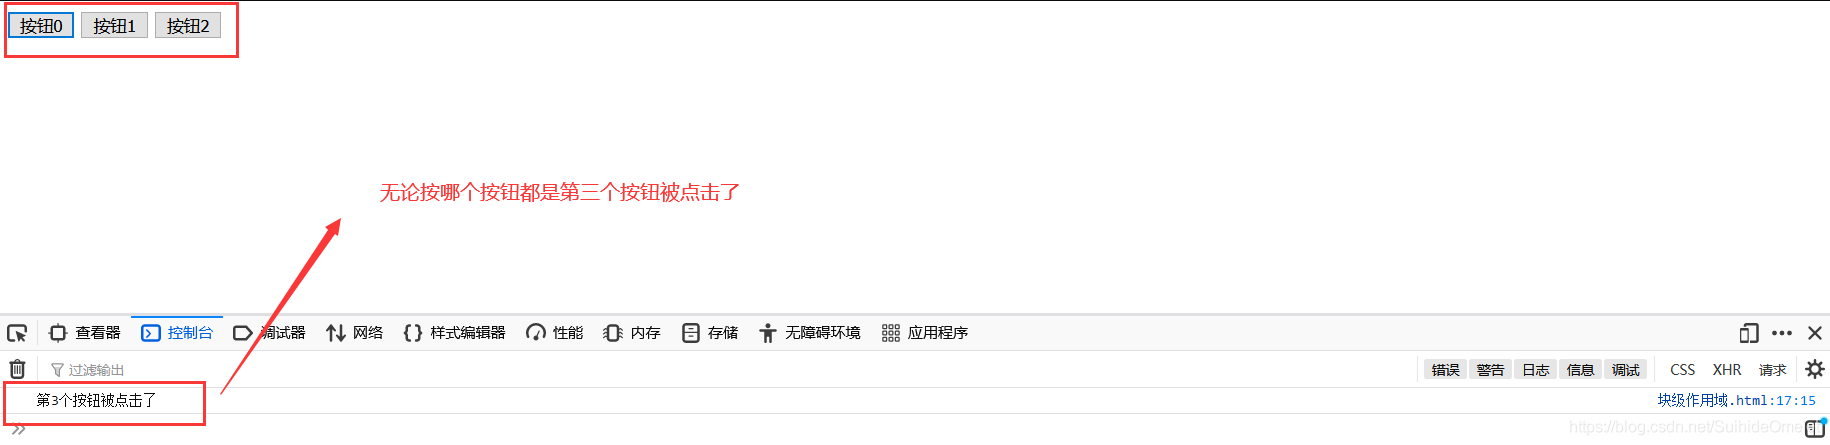 按钮0 按钮1 按钮2
无论按哪个按钮都是第三个按钮被点击了
查看器 控制台 调试器 网络 样式编辑器 性能 内存 存储 无障碍环境 应用程序
过滤输出 错误 警告 日志 信息 调试 CSS XHR 请求
第3个按钮被点击了 块级作用域.html:17:15
https://blog.csdn.net/SuihideOme